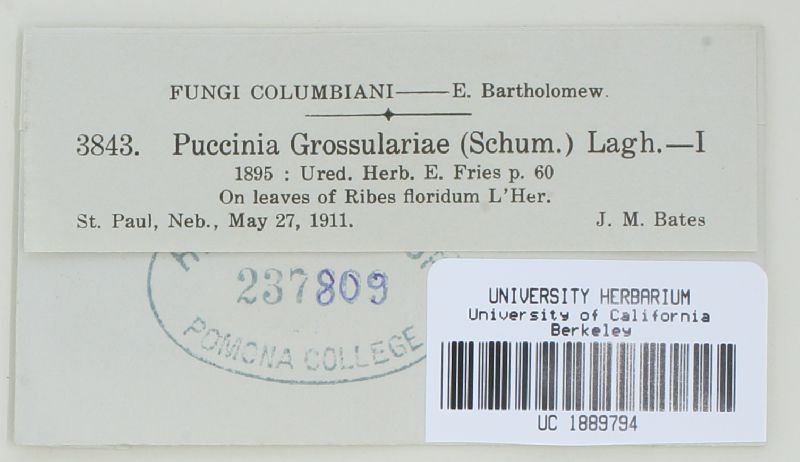 FUNGI COLUMBIANI——E. Bartholomew.
3843. Puccinia Grossulariae (Schum.) Lagh.—I
1895 : Ured. Herb. E. Fries p. 60
On leaves of Ribes floridum L'Her.
St. Paul, Neb., May 27, 1911. J. M. Bates
237809
POMONA COLLEGE
UNIVERSITY HERBARIUM
University of California
Berkeley
UC 1889794